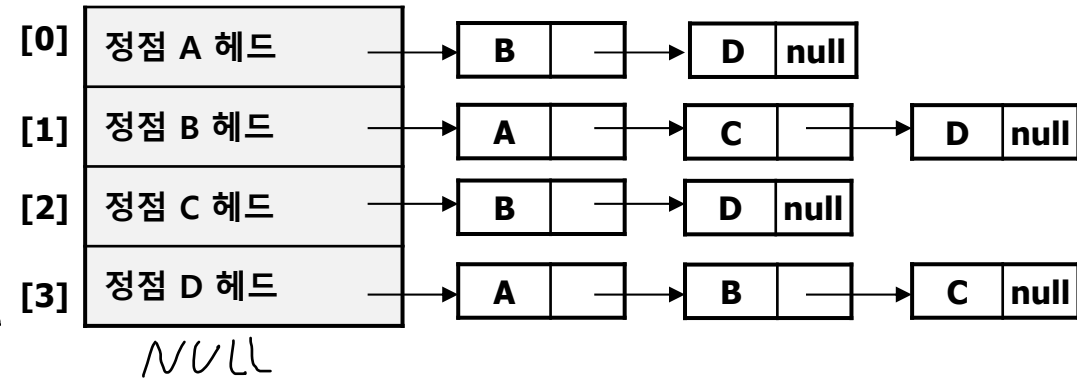 [0] 정점 A 헤드 B D null
[1] 정점 B 헤드 A C D null
[2] 정점 C 헤드 B D null
[3] 정점 D 헤드 A B C null
NULL